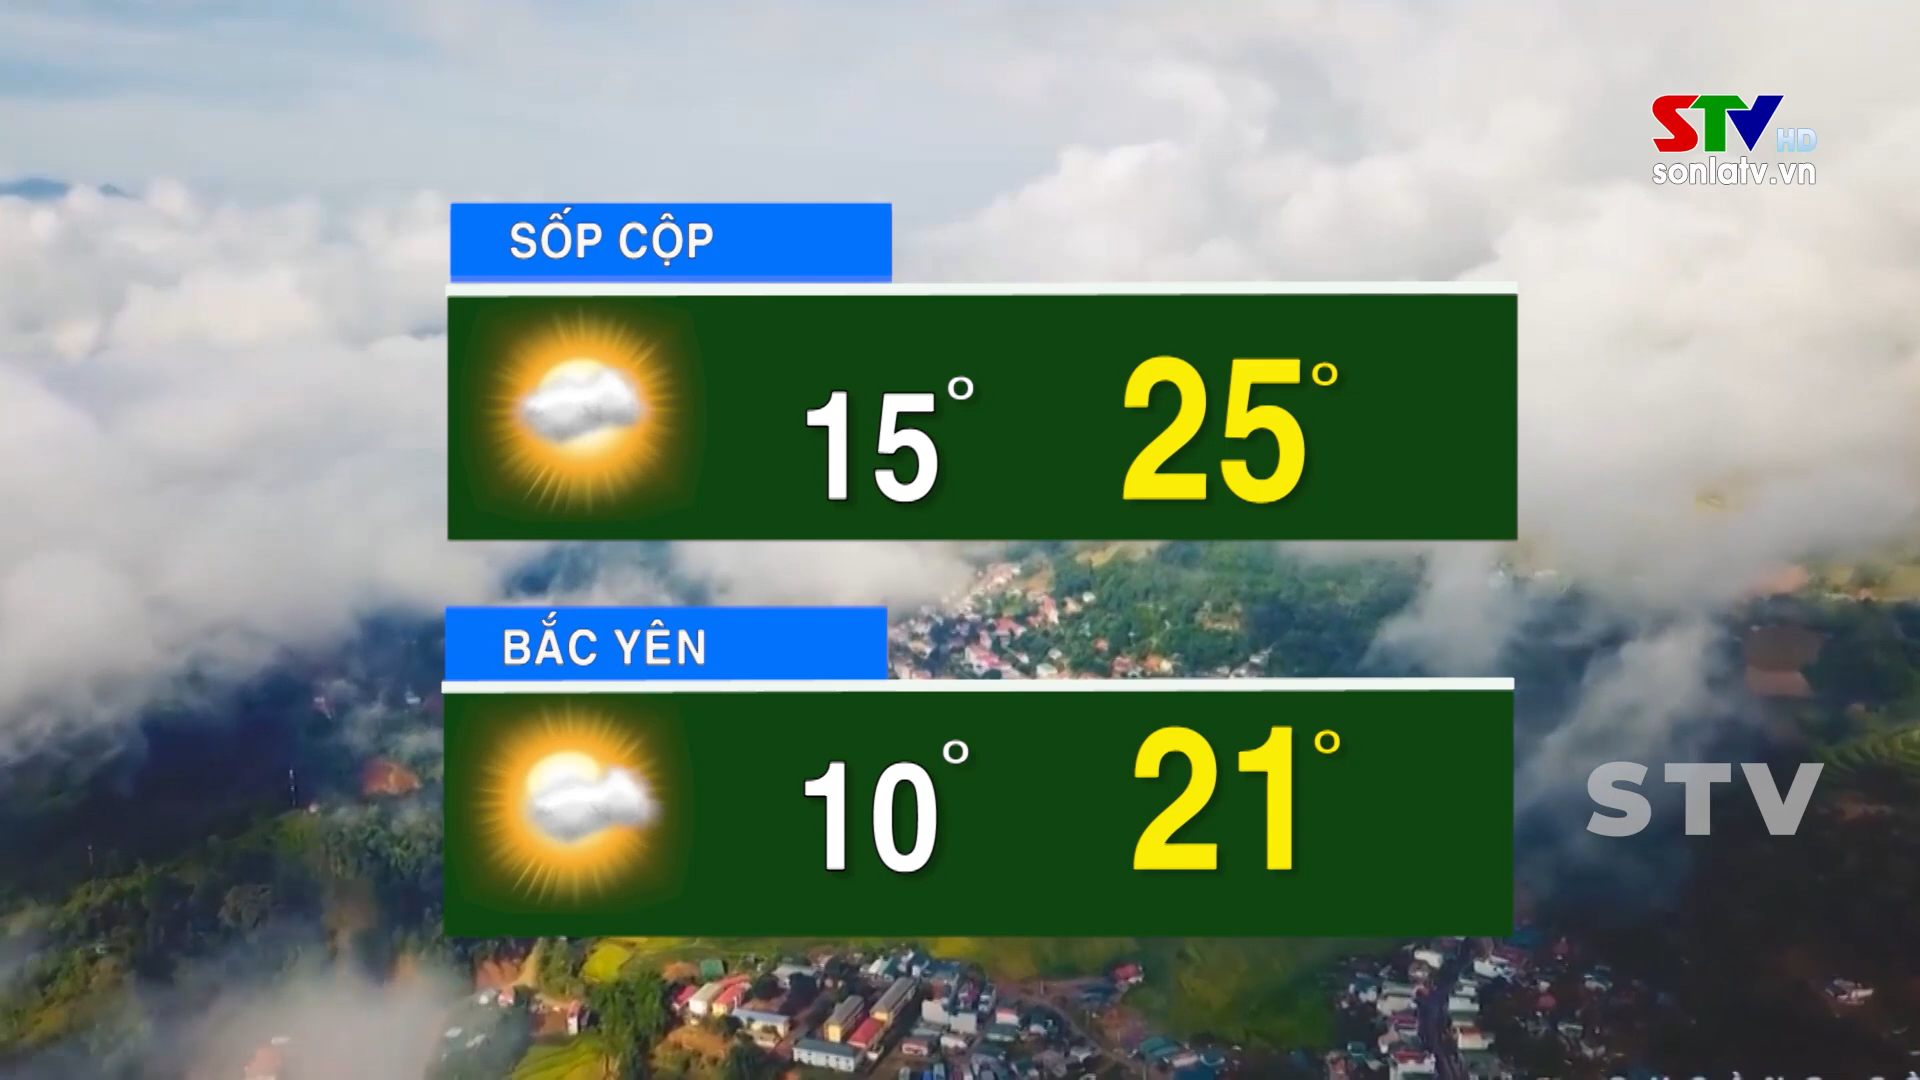 STV HD
sonlatv.vn
SỐP CỘP
15° 25°
BẮC YÊN
10° 21°
STV